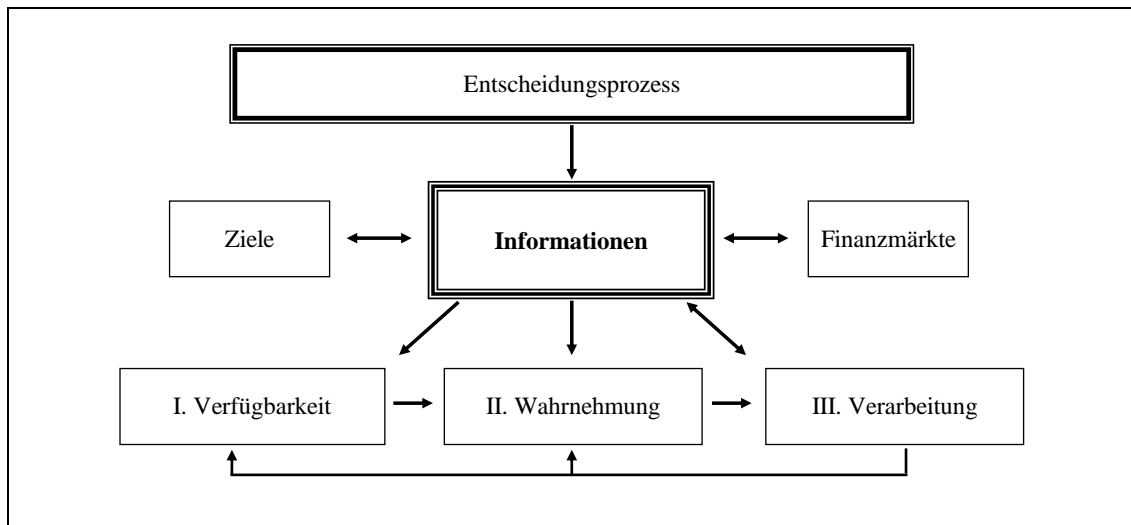 Entscheidungsprozess
Ziele
Informationen
Finanzmärkte
I. Verfügbarkeit
II. Wahrnehmung
III. Verarbeitung